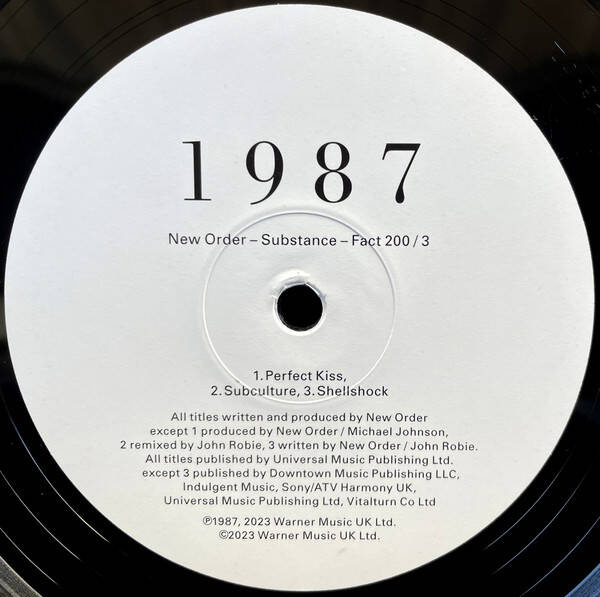 1987
New Order – Substance – Fact 200 / 3
1. Perfect Kiss,
2. Subculture, 3. Shellshock
All titles written and produced by New Order
except 1 produced by New Order / Michael Johnson,
2 remixed by John Robie, 3 written by New Order / John Robie.
All titles published by Universal Music Publishing Ltd.
except 3 published by Downtown Music Publishing LLC,
Indulgent Music, Sony/ATV Harmony UK,
Universal Music Publishing Ltd, Vitalturn Co Ltd
℗1987, 2023 Warner Music UK Ltd.
©2023 Warner Music UK Ltd.